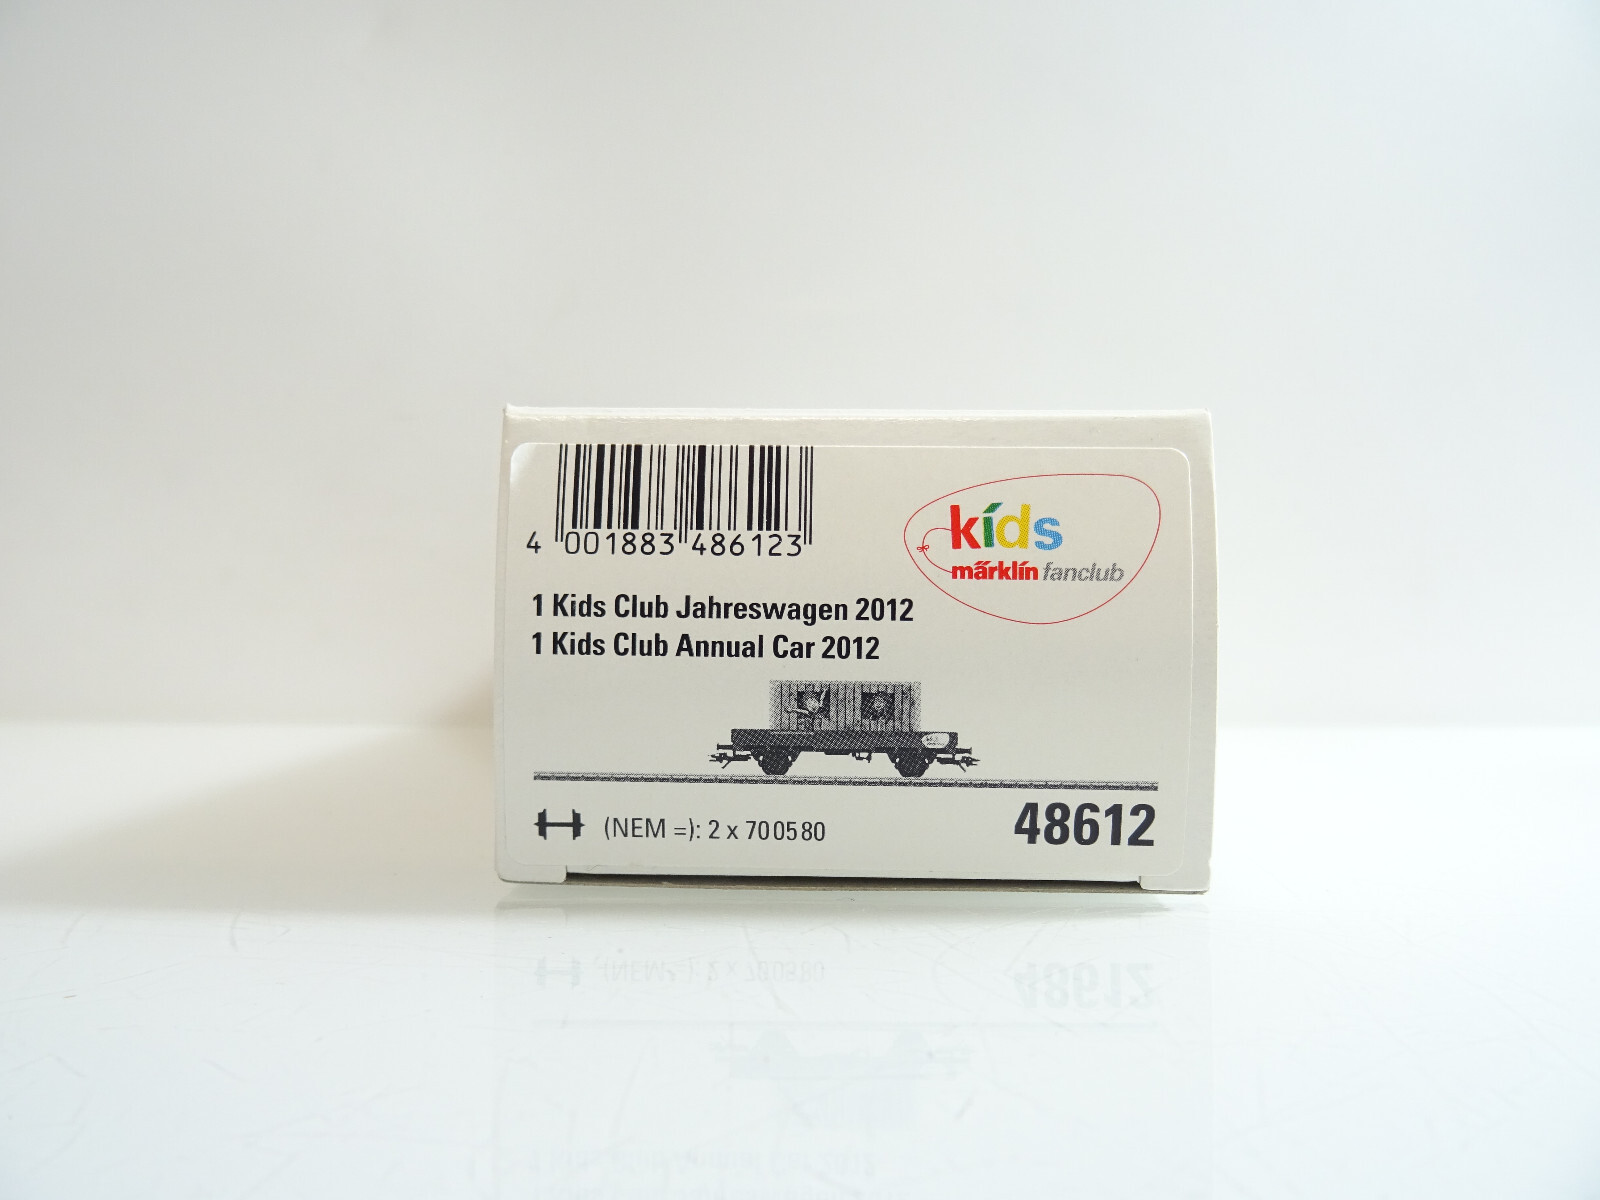 4 001883 486123
kids
märklin fanclub
1 Kids Club Jahreswagen 2012
1 Kids Club Annual Car 2012
(NEM =): 2 x 700580
48612